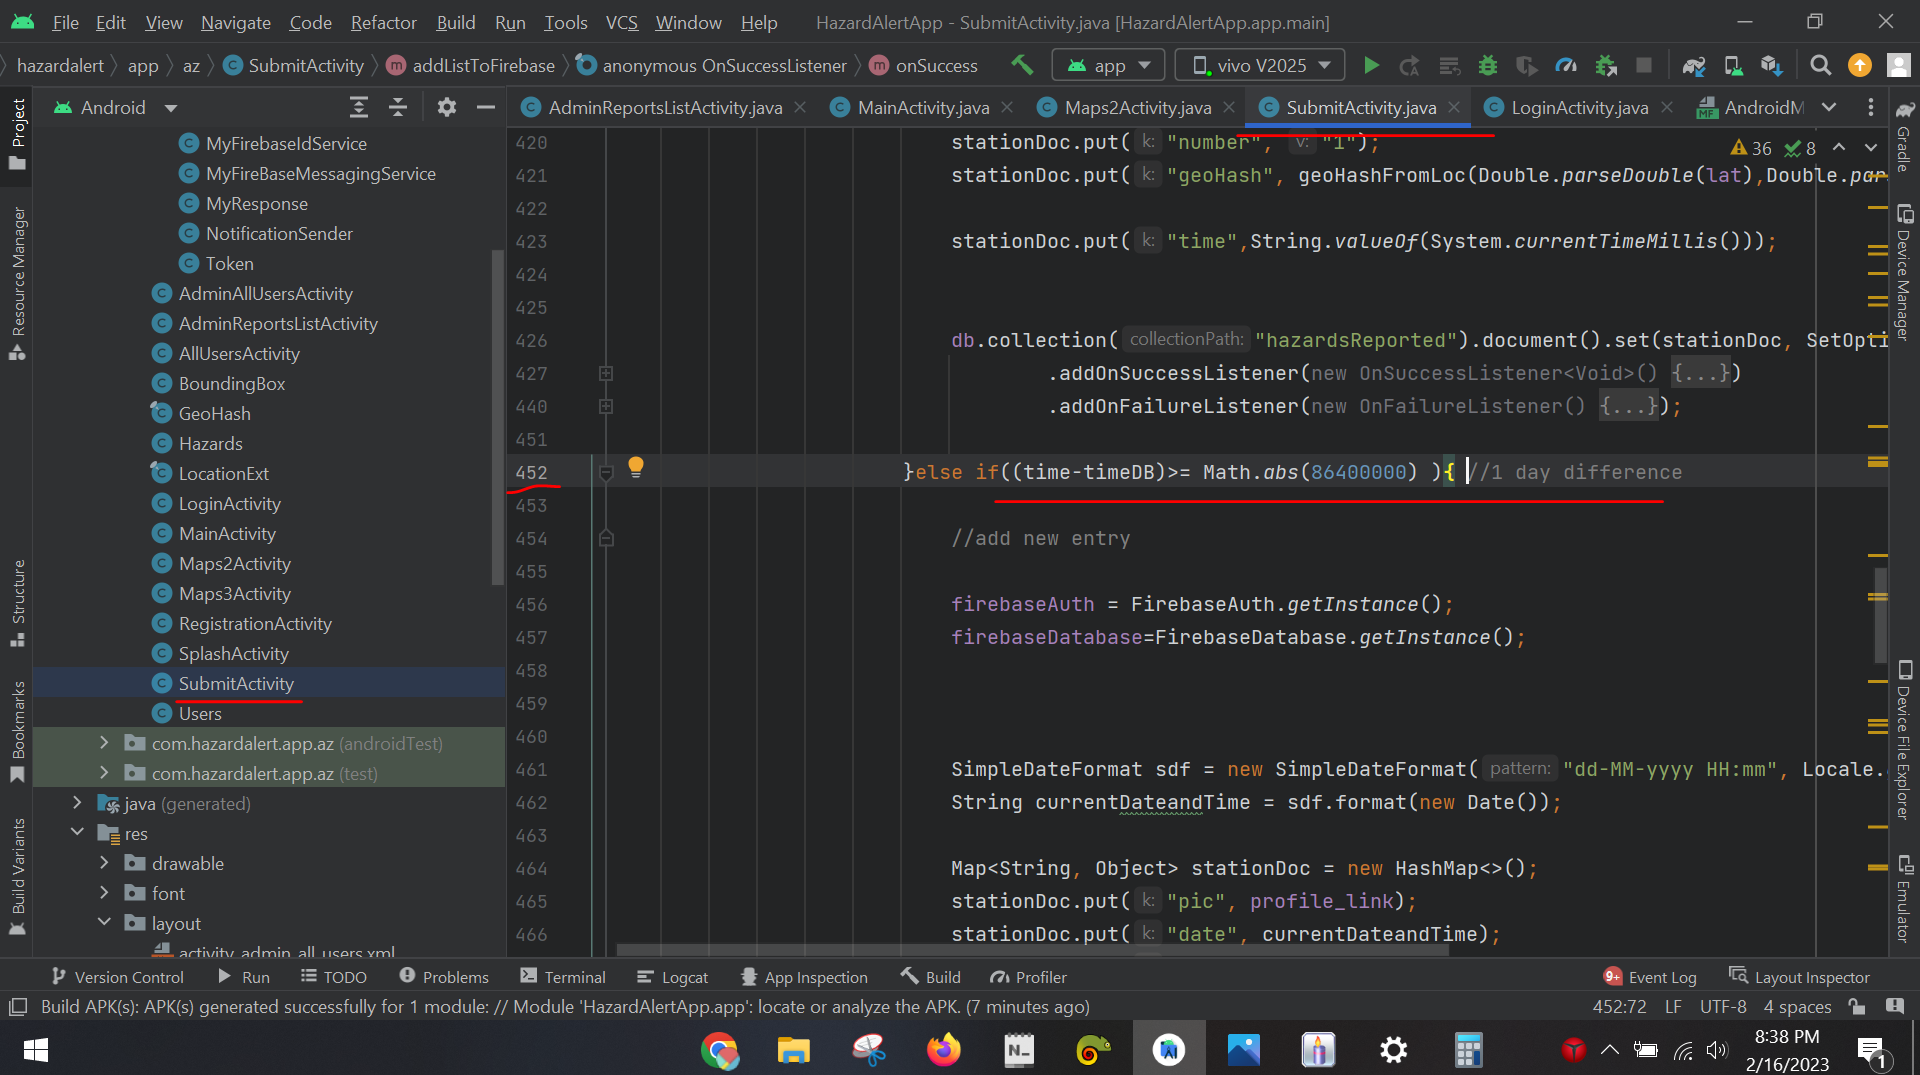 File Edit View Navigate Code Refactor Build Run Tools VCS Window Help HazardAlertApp - SubmitActivity.java [HazardAlertApp.app.main]
hazardalert app az SubmitActivity addListToFirebase anonymous OnSuccessListener onSuccess app vivo V2025
Android
AdminReportsListActivity.java MainActivity.java Maps2Activity.java SubmitActivity.java LoginActivity.java AndroidM
Project
Resource Manager
Structure
Bookmarks
Build Variants
MyFirebaseIdService
MyFireBaseMessagingService
MyResponse
NotificationSender
Token
AdminAllUsersActivity
AdminReportsListActivity
AllUsersActivity
BoundingBox
GeoHash
Hazards
LocationExt
LoginActivity
MainActivity
Maps2Activity
Maps3Activity
RegistrationActivity
SplashActivity
SubmitActivity
Users
com.hazardalert.app.az (androidTest)
com.hazardalert.app.az (test)
java (generated)
res
drawable
font
layout
activity_admin_all_users.xml
36 8
420 stationDoc.put( k: "number", v: "1");
421 stationDoc.put( k: "geoHash", geoHashFromLoc(Double.parseDouble(lat),Double.pars
422
423 stationDoc.put( k: "time",String.valueOf(System.currentTimeMillis()));
424
425
426 db.collection( collectionPath: "hazardsReported").document().set(stationDoc, SetOpti
427 .addOnSuccessListener(new OnSuccessListener<Void>() {...})
440 .addOnFailureListener(new OnFailureListener() {...});
451
452 }else if((time-timeDB)>= Math.abs(86400000) ){ //1 day difference
453
454 //add new entry
455
456 firebaseAuth = FirebaseAuth.getInstance();
457 firebaseDatabase=FirebaseDatabase.getInstance();
458
459
460
461 SimpleDateFormat sdf = new SimpleDateFormat( pattern: "dd-MM-yyyy HH:mm", Locale.
462 String currentDateandTime = sdf.format(new Date());
463
464 Map<String, Object> stationDoc = new HashMap<>();
465 stationDoc.put( k: "pic", profile_link);
466 stationDoc.put( k: "date", currentDateandTime);
Gradle
Device Manager
Device File Explorer
Emulator
Version Control Run TODO Problems Terminal Logcat App Inspection Build Profiler 9+ Event Log Layout Inspector
Build APK(s): APK(s) generated successfully for 1 module: // Module 'HazardAlertApp.app': locate or analyze the APK. (7 minutes ago) 452:72 LF UTF-8 4 spaces
8:38 PM
2/16/2023
1